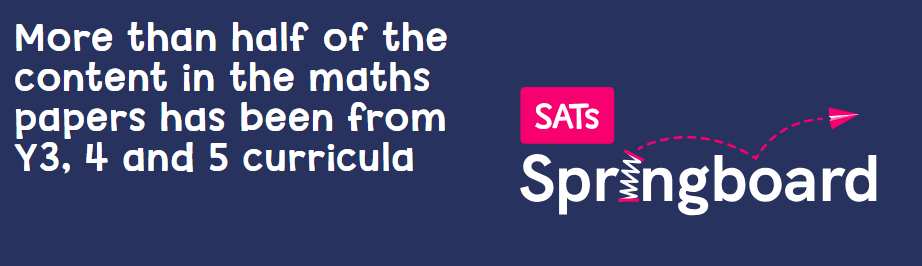 More than half of the
content in the maths
papers has been from
Y3, 4 and 5 curricula
SATs
Springboard